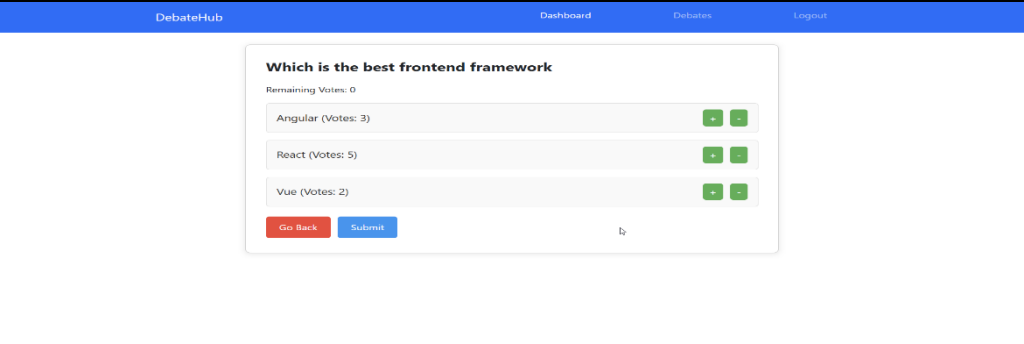 DebateHub Dashboard Debates Logout
Which is the best frontend framework
Remaining Votes: 0
Angular (Votes: 3) + -
React (Votes: 5) + -
Vue (Votes: 2) + -
Go Back Submit